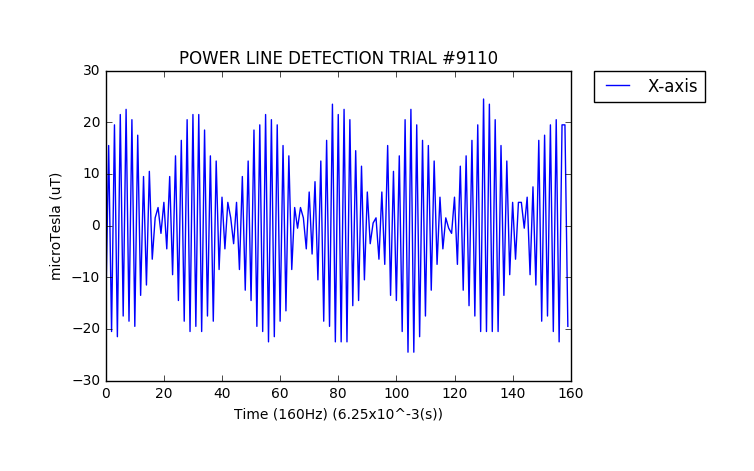 POWER LINE DETECTION TRIAL #9110
X-axis
30
20
10
0
−10
−20
−30
microTesla (uT)
0 20 40 60 80 100 120 140 160
Time (160Hz) (6.25x10^-3(s))